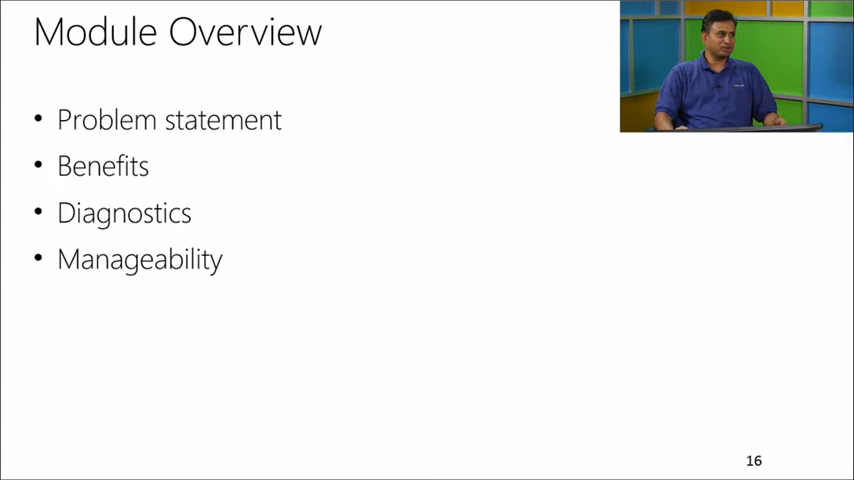 Module Overview
• Problem statement
• Benefits
• Diagnostics
• Manageability
16